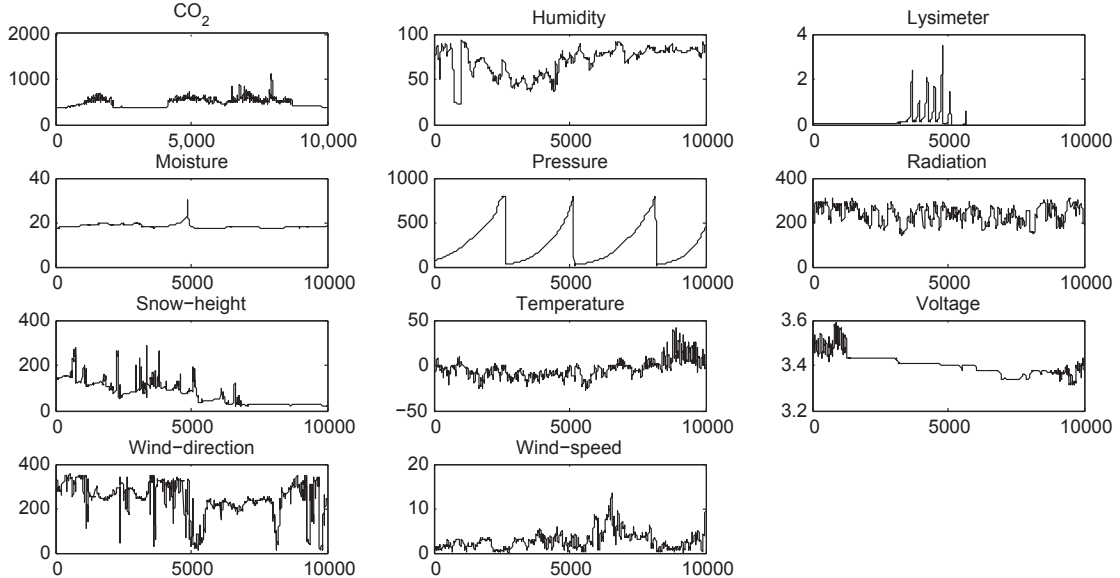 CO2
2000
1000
0
0 5,000 10,000
Humidity
100
50
0
0 5000 10000
Lysimeter
4
2
0
0 5000 10000
Moisture
40
20
0
0 5000 10000
Pressure
1000
500
0
0 5000 10000
Radiation
400
200
0
0 5000 10000
Snow−height
400
200
0
0 5000 10000
Temperature
50
0
−50
0 5000 10000
Voltage
3.6
3.4
3.2
0 5000 10000
Wind−direction
400
200
0
0 5000 10000
Wind−speed
20
10
0
0 5000 10000